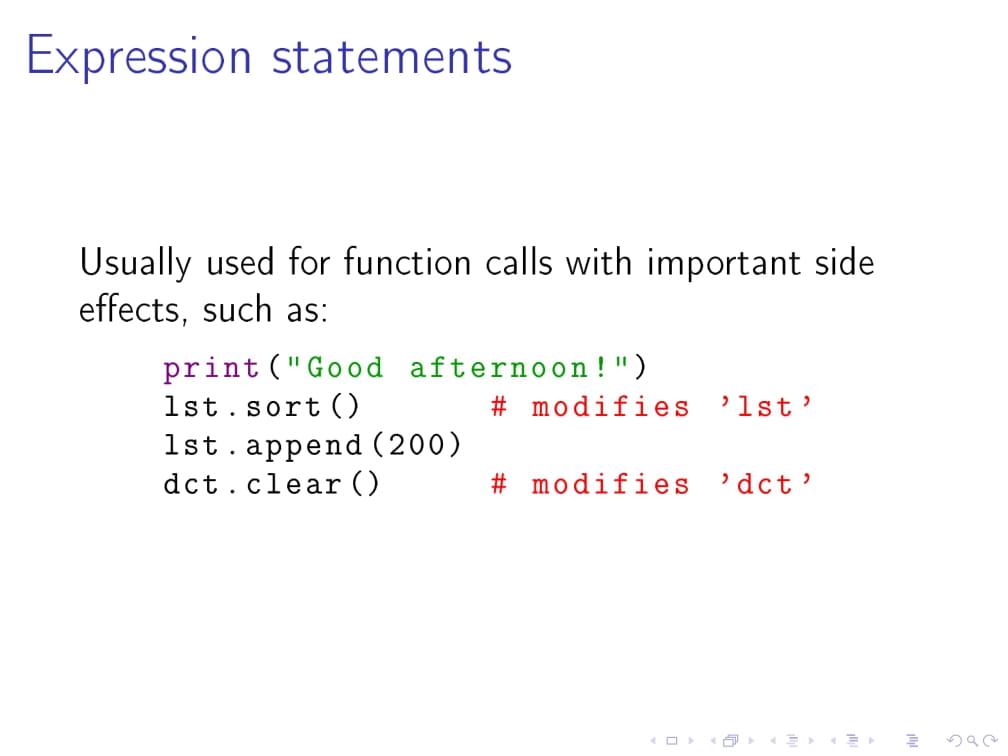 Expression statements
Usually used for function calls with important side
effects, such as:
print("Good afternoon!")
lst.sort()      # modifies ’lst’
lst.append(200)
dct.clear()     # modifies ’dct’